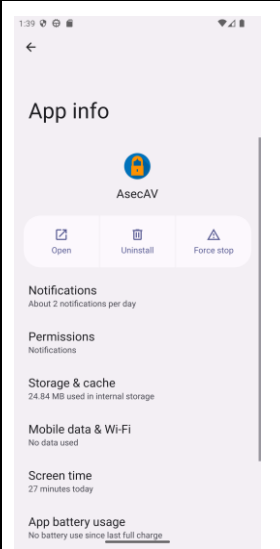 1:39
App info
AsecAV
Open Uninstall Force stop
Notifications
About 2 notifications per day
Permissions
Notifications
Storage & cache
24.84 MB used in internal storage
Mobile data & Wi-Fi
No data used
Screen time
27 minutes today
App battery usage
No battery use since last full charge